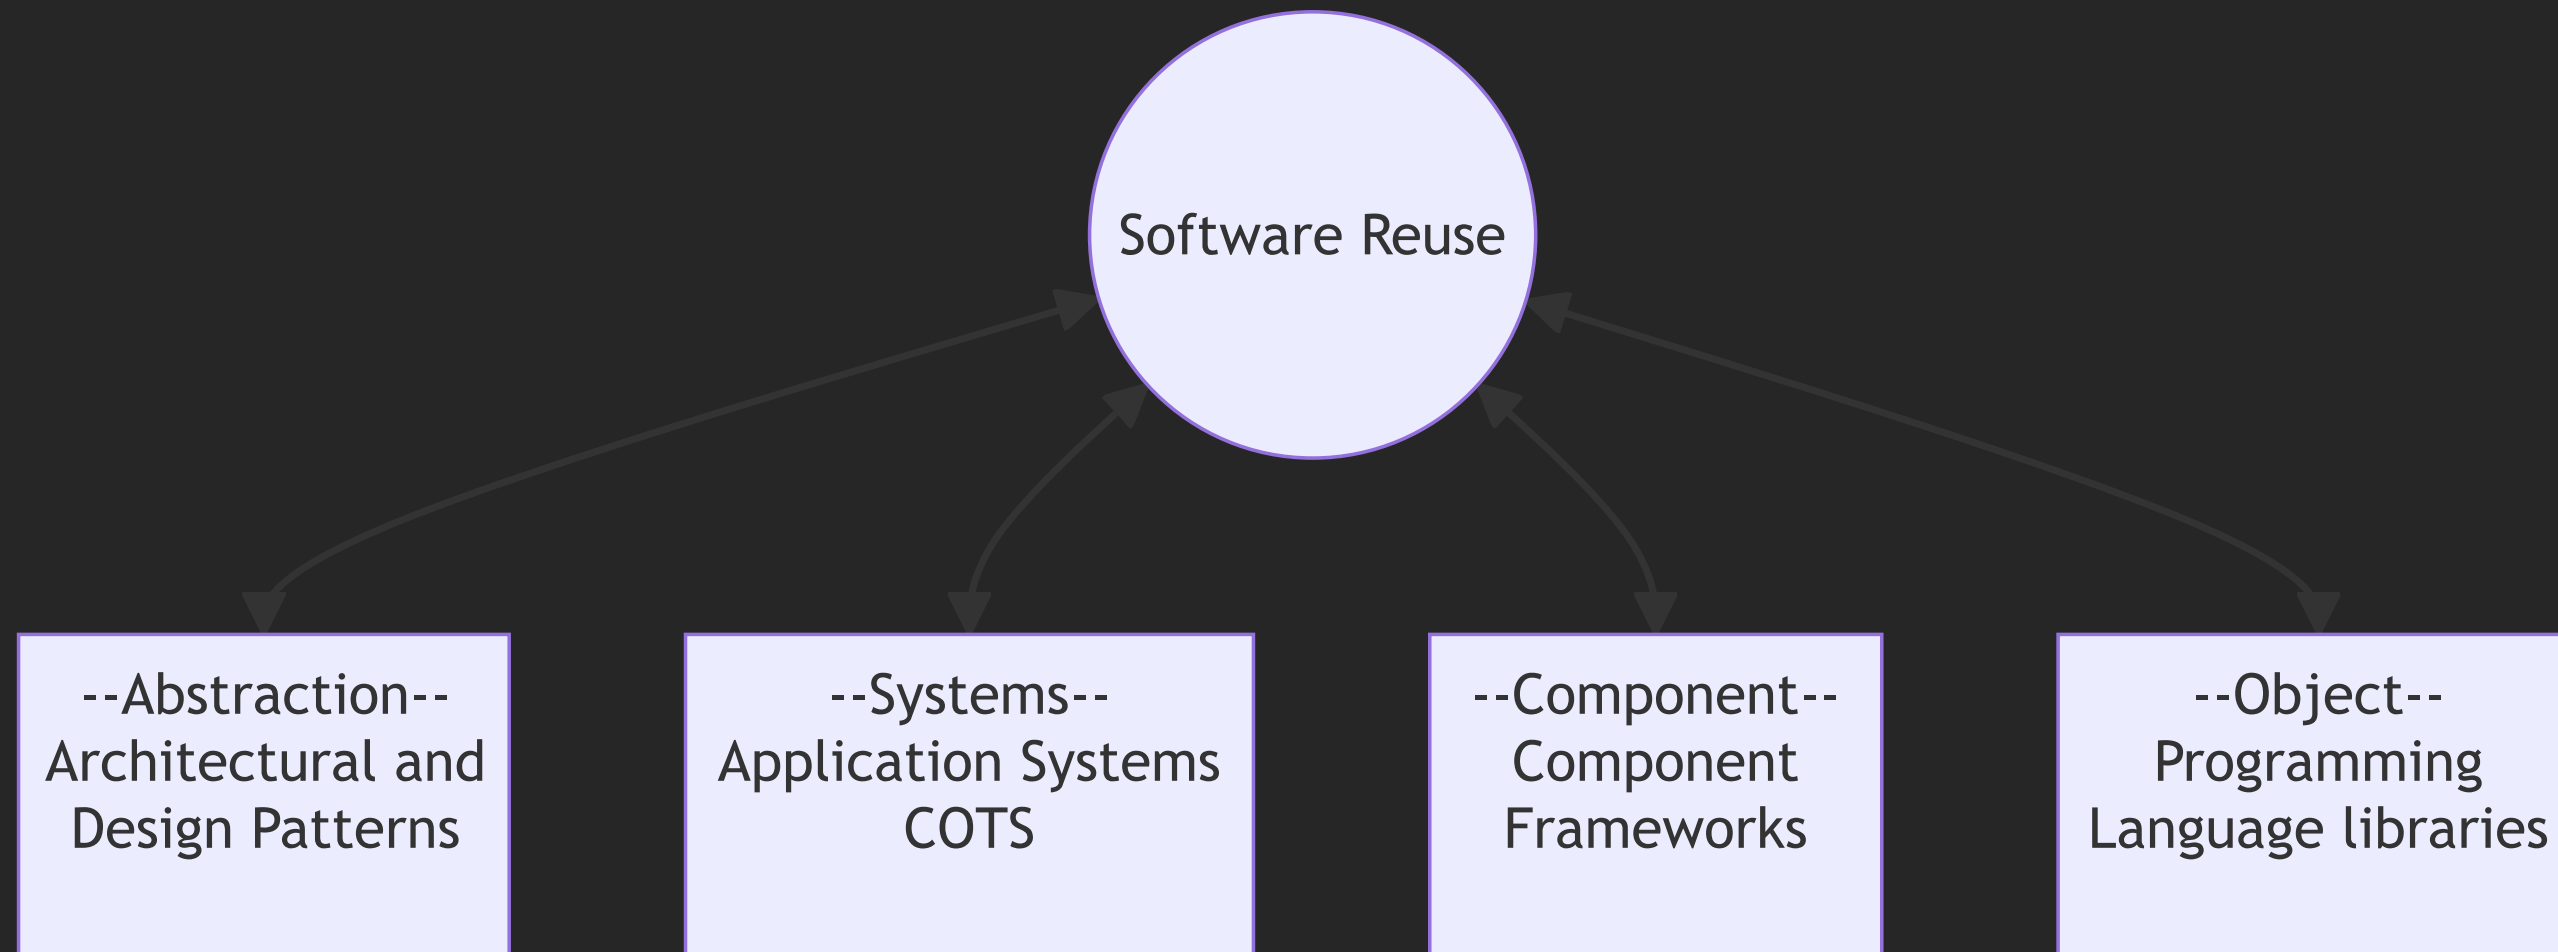 Software Reuse
--Abstraction--
Architectural and
Design Patterns
--Systems--
Application Systems
COTS
--Component--
Component
Frameworks
--Object--
Programming
Language libraries